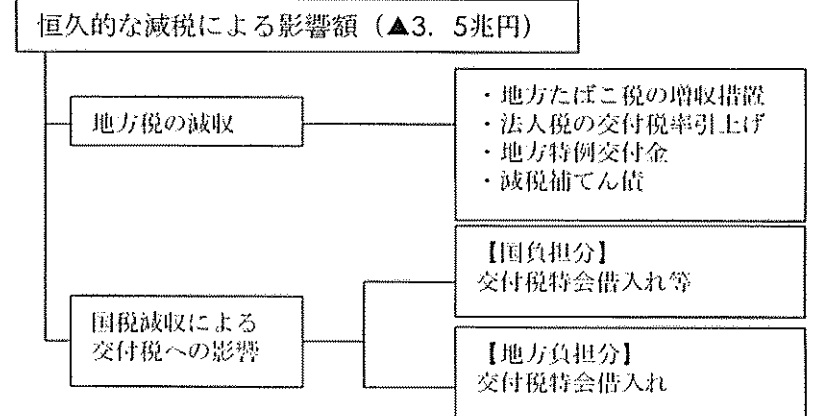 恒久的な減税による影響額（▲3．5兆円）
地方税の減収
・地方たばこ税の増収措置
・法人税の交付税率引上げ
・地方特例交付金
・減税補てん債
国税減収による
交付税への影響
【国負担分】
交付税特会借入れ等
【地方負担分】
交付税特会借入れ